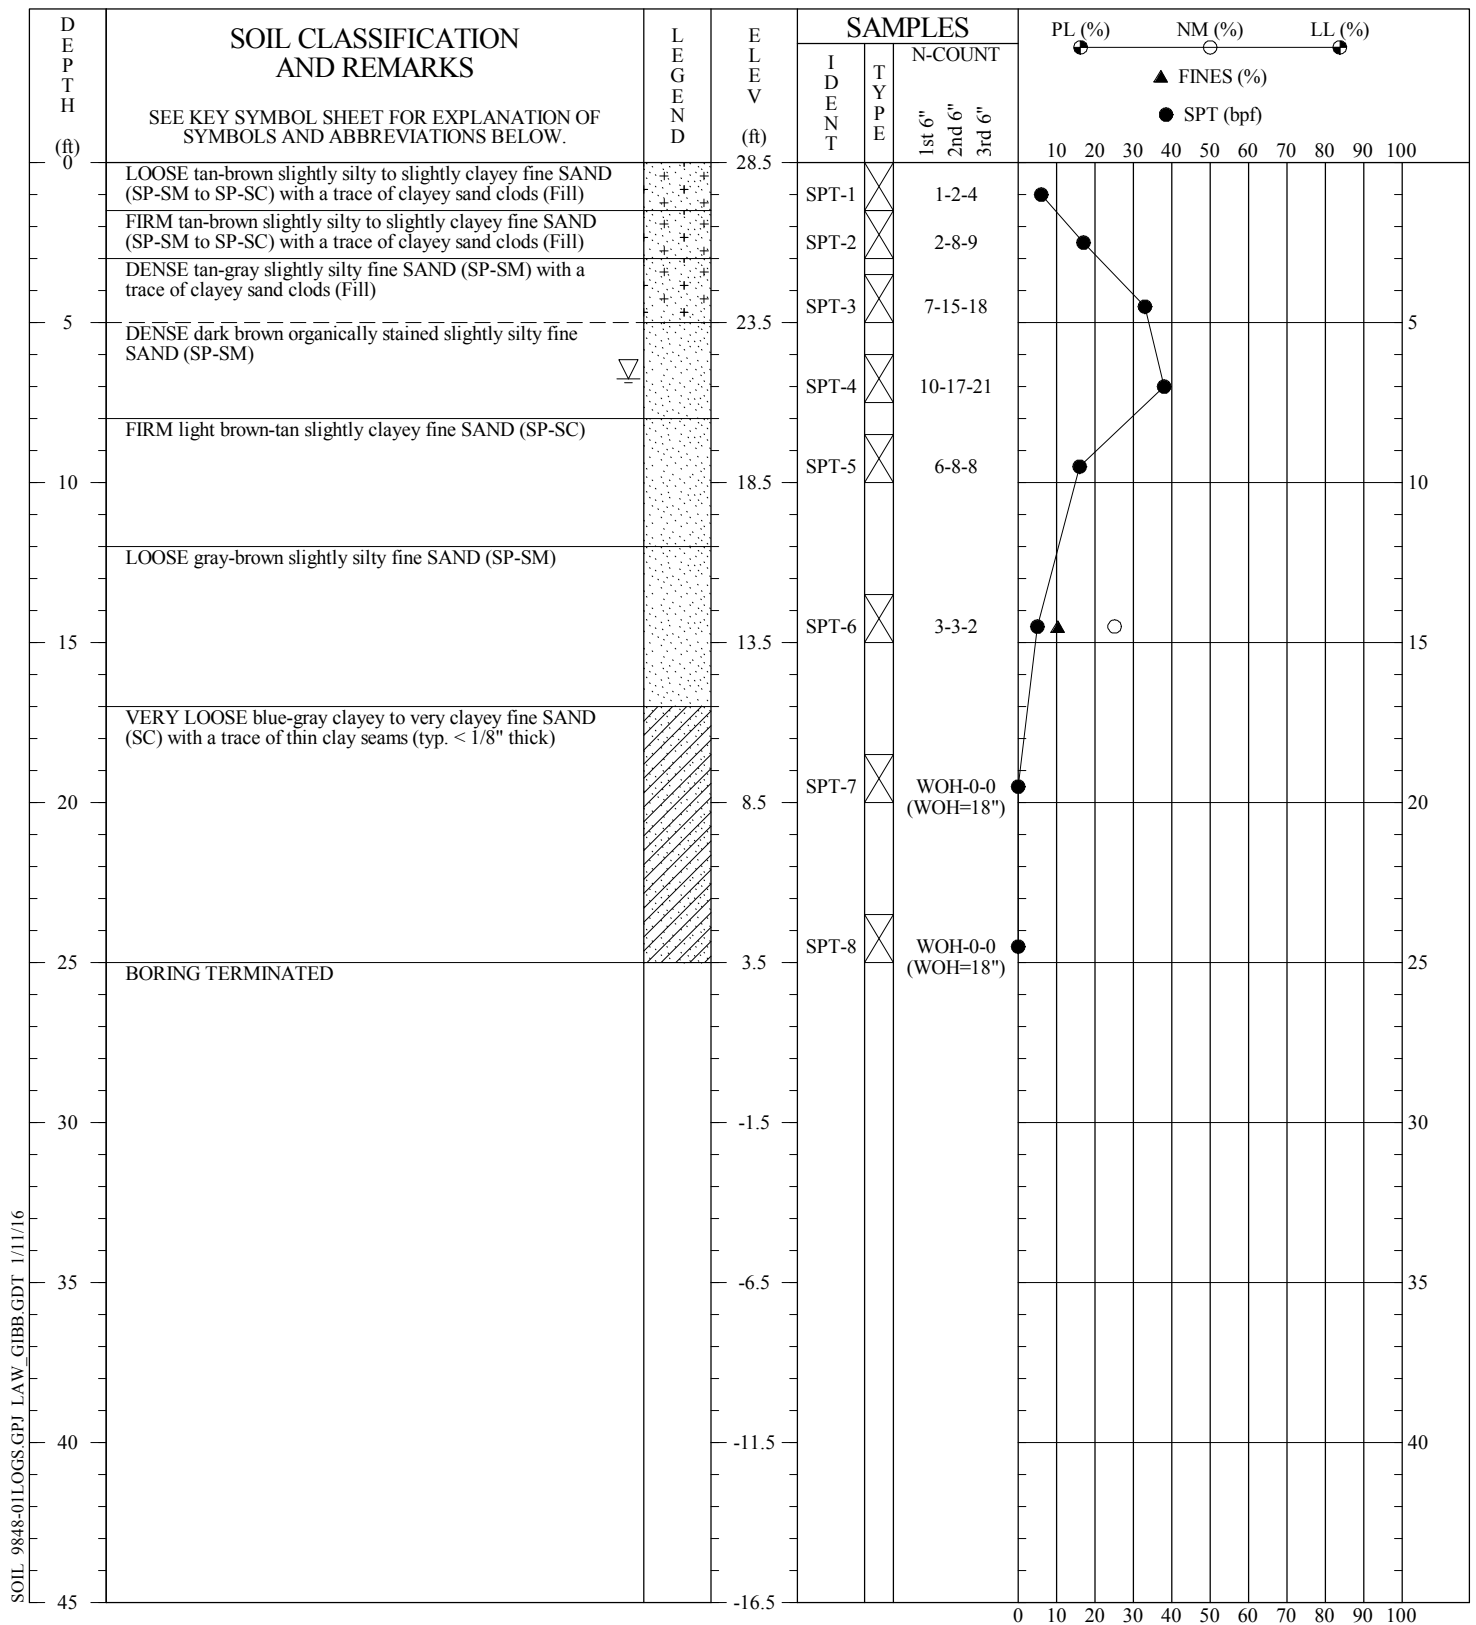 DEPTH
(ft)
SOIL CLASSIFICATION
AND REMARKS
SEE KEY SYMBOL SHEET FOR EXPLANATION OF
SYMBOLS AND ABBREVIATIONS BELOW.
LEGEND
ELEV
(ft)
SAMPLES
IDENT
TYPE
N-COUNT
1st 6"
2nd 6"
3rd 6"
PL (%)
NM (%)
LL (%)
FINES (%)
SPT (bpf)
10 20 30 40 50 60 70 80 90 100
0
LOOSE tan-brown slightly silty to slightly clayey fine SAND
(SP-SM to SP-SC) with a trace of clayey sand clods (Fill)
28.5
SPT-1
1-2-4
FIRM tan-brown slightly silty to slightly clayey fine SAND
(SP-SM to SP-SC) with a trace of clayey sand clods (Fill)
SPT-2
2-8-9
DENSE tan-gray slightly silty fine SAND (SP-SM) with a
trace of clayey sand clods (Fill)
SPT-3
7-15-18
5
23.5
5
DENSE dark brown organically stained slightly silty fine
SAND (SP-SM)
SPT-4
10-17-21
FIRM light brown-tan slightly clayey fine SAND (SP-SC)
SPT-5
6-8-8
10
18.5
10
LOOSE gray-brown slightly silty fine SAND (SP-SM)
SPT-6
3-3-2
15
13.5
15
VERY LOOSE blue-gray clayey to very clayey fine SAND
(SC) with a trace of thin clay seams (typ. < 1/8" thick)
SPT-7
WOH-0-0
(WOH=18")
20
8.5
20
SPT-8
WOH-0-0
(WOH=18")
25
3.5
25
BORING TERMINATED
30
-1.5
30
35
-6.5
35
40
-11.5
40
45
-16.5
0 10 20 30 40 50 60 70 80 90 100
SOIL 9848-01LOGS.GPJ LAW_GIBB.GDT 1/11/16